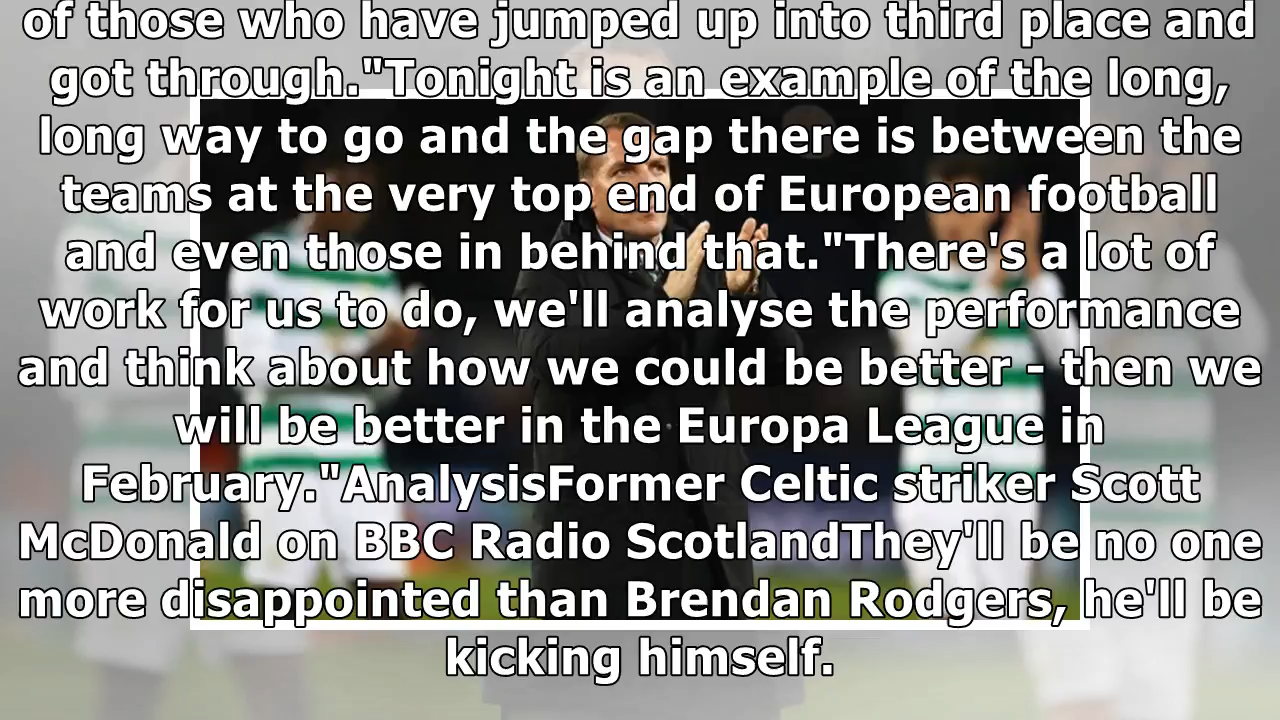 of those who have jumped up into third place and
got through."Tonight is an example of the long,
long way to go and the gap there is between the
teams at the very top end of European football
and even those in behind that."There's a lot of
work for us to do, we'll analyse the performance
and think about how we could be better - then we
will be better in the Europa League in
February."AnalysisFormer Celtic striker Scott
McDonald on BBC Radio ScotlandThey'll be no one
more disappointed than Brendan Rodgers, he'll be
kicking himself.